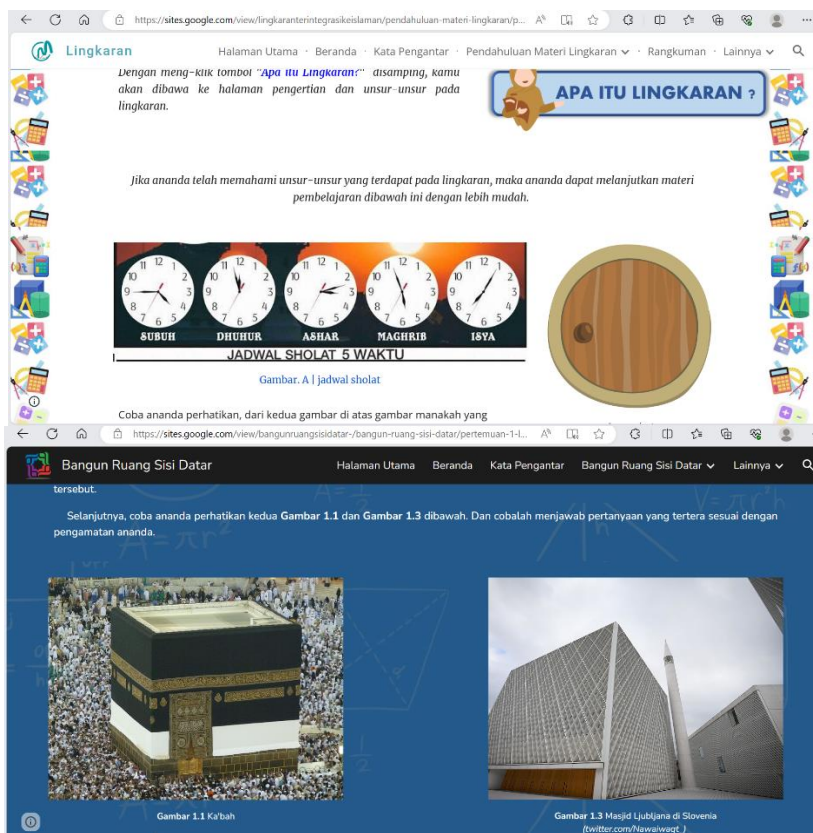 https://sites.google.com/view/lingkaranterintegrasikeislaman/pendahuluan-materi-lingkaran/p...
Lingkaran
Halaman Utama · Beranda · Kata Pengantar · Pendahuluan Materi Lingkaran · Rangkuman · Lainnya
Dengan meng-klik tombol "Apa itu Lingkaran?" disamping, kamu
akan dibawa ke halaman pengertian dan unsur-unsur pada
lingkaran.
APA ITU LINGKARAN ?
Jika ananda telah memahami unsur-unsur yang terdapat pada lingkaran, maka ananda dapat melanjutkan materi
pembelajaran dibawah ini dengan lebih mudah.
SUBUH DHUHUR ASHAR MAGHRIB ISYA
JADWAL SHOLAT 5 WAKTU
Gambar. A | jadwal sholat
Coba ananda perhatikan, dari kedua gambar di atas gambar manakah yang
https://sites.google.com/view/bangunruangsisidatar-/bangun-ruang-sisi-datar/pertemuan-1-l...
Bangun Ruang Sisi Datar
Halaman Utama Beranda Kata Pengantar Bangun Ruang Sisi Datar Lainnya
tersebut.
Selanjutnya, coba ananda perhatikan kedua Gambar 1.1 dan Gambar 1.3 dibawah. Dan cobalah menjawab pertanyaan yang tertera sesuai dengan
pengamatan ananda.
Gambar 1.1 Ka'bah
Gambar 1.3 Masjid Ljubljana di Slovenia
(twitter.com/Nawaiwaqt_)